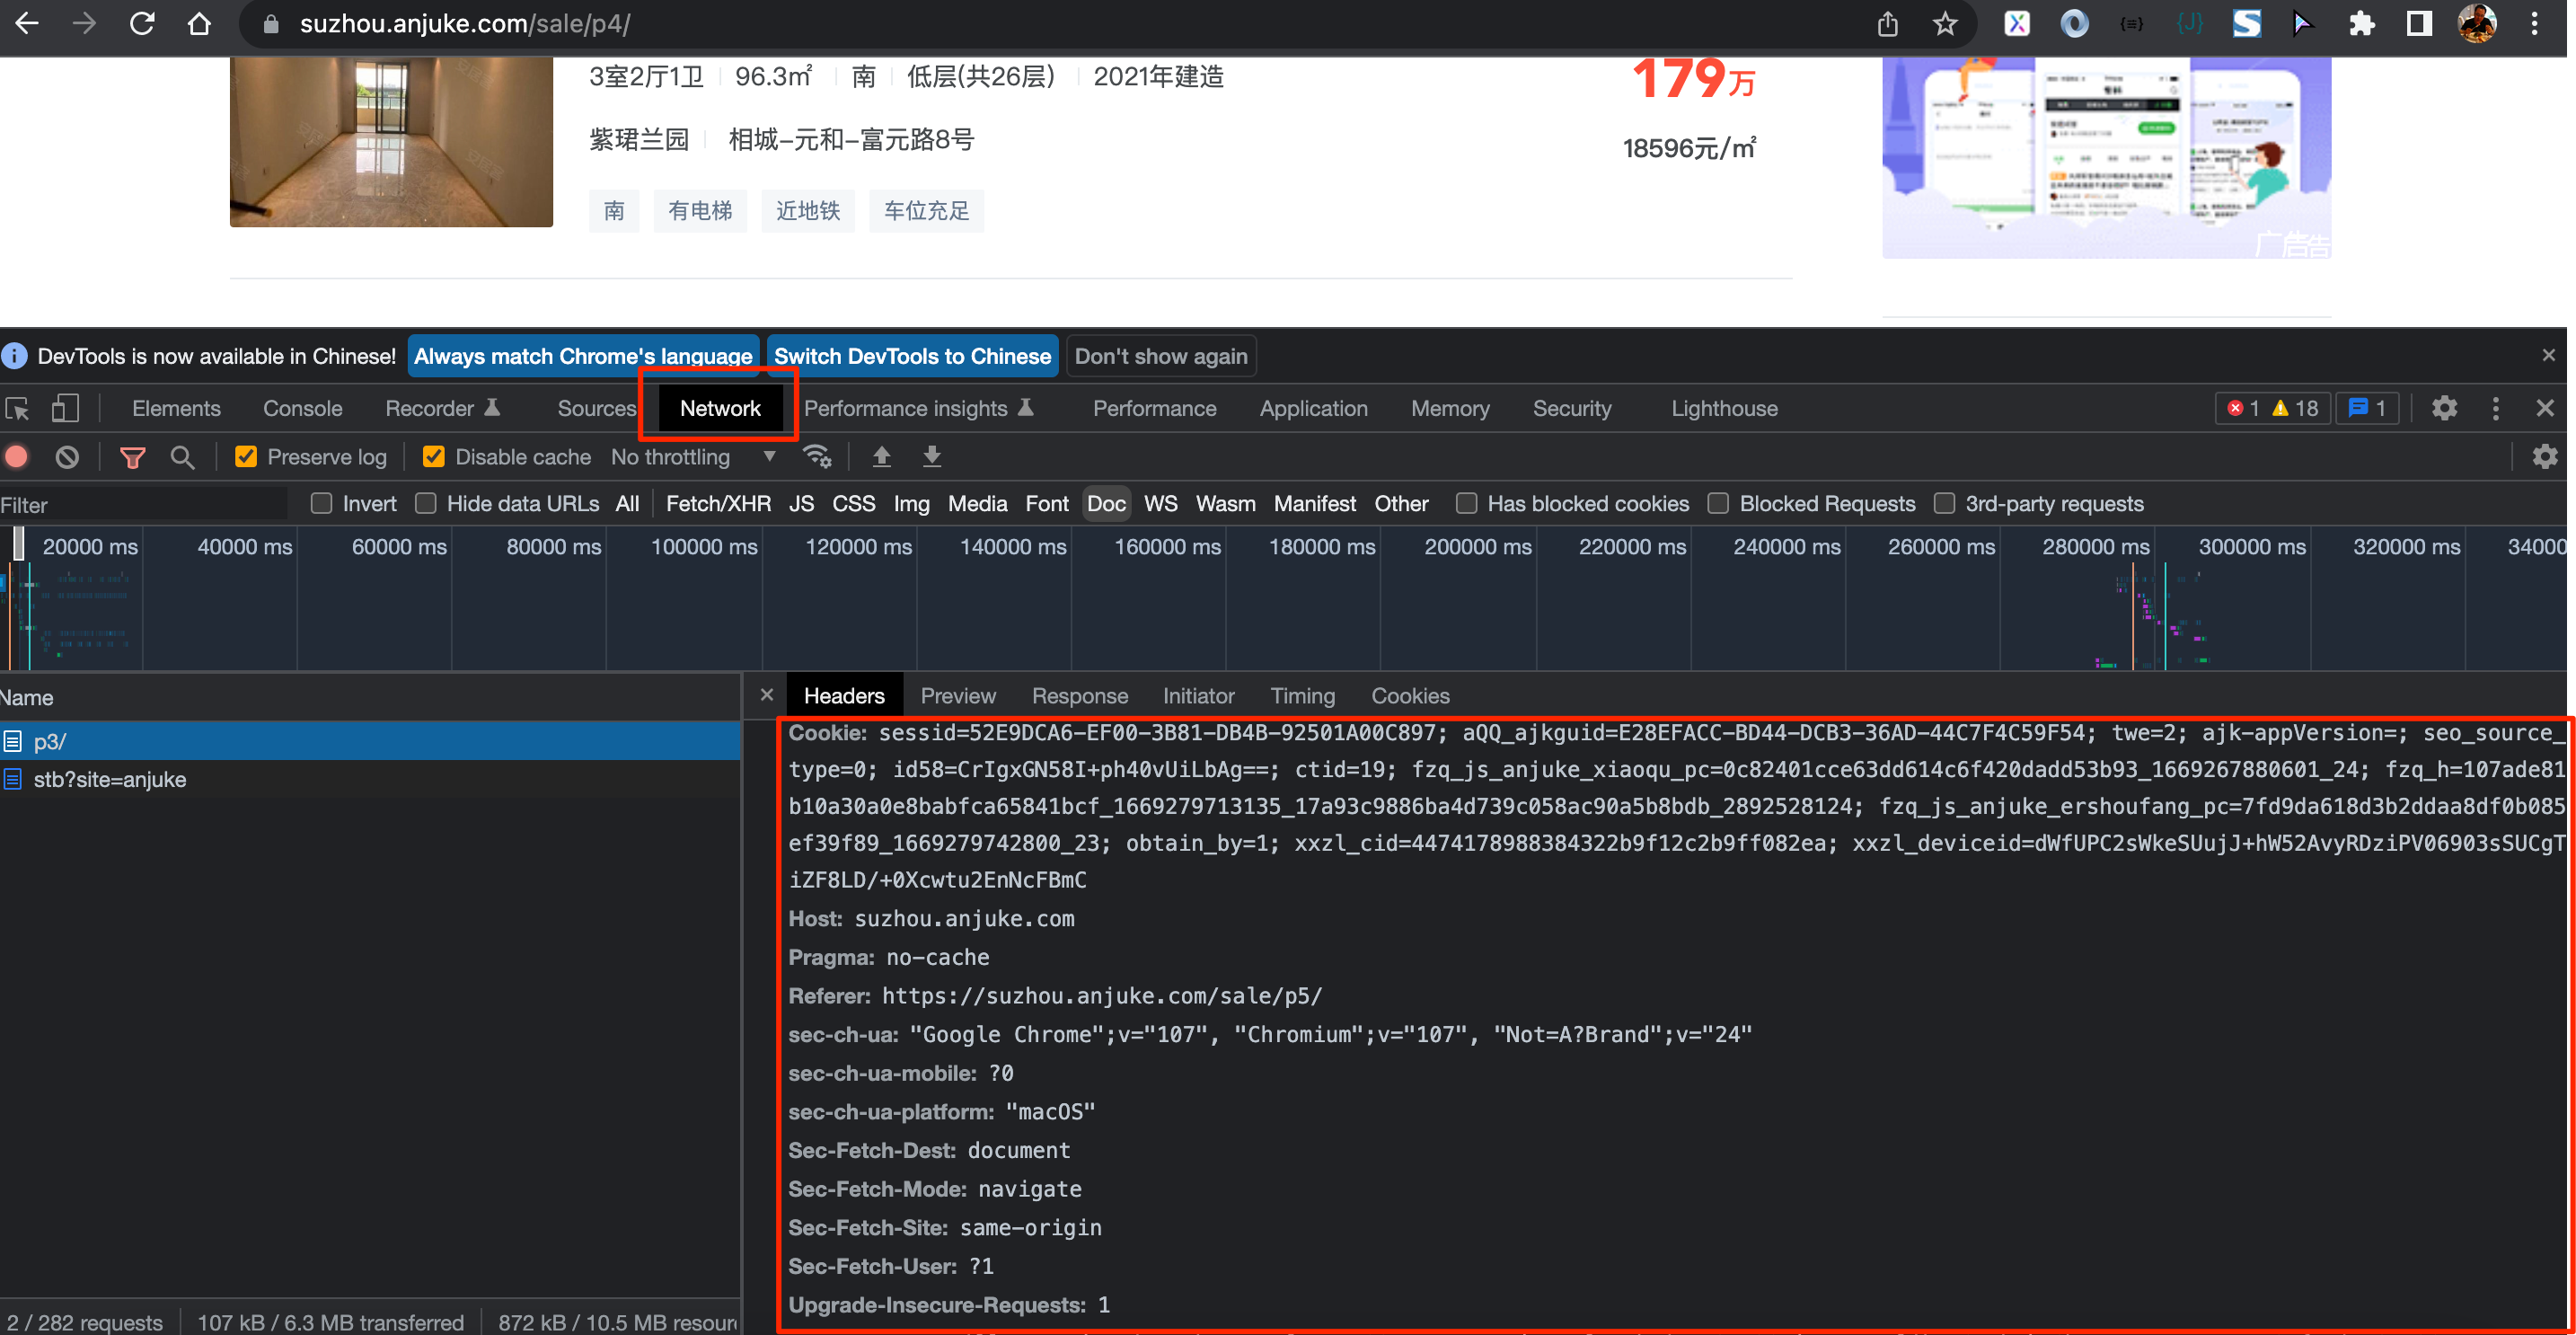 suzhou.anjuke.com/sale/p4/
3室2厅1卫 96.3㎡ 南 低层(共26层) 2021年建造
179万
紫珺兰园 相城-元和-富元路8号
18596元/㎡
南 有电梯 近地铁 车位充足
广告
DevTools is now available in Chinese! Always match Chrome's language Switch DevTools to Chinese Don't show again
Elements Console Recorder Sources Network Performance insights Performance Application Memory Security Lighthouse 1 18 1
Preserve log Disable cache No throttling
Filter Invert Hide data URLs All Fetch/XHR JS CSS Img Media Font Doc WS Wasm Manifest Other Has blocked cookies Blocked Requests 3rd-party requests
20000 ms 40000 ms 60000 ms 80000 ms 100000 ms 120000 ms 140000 ms 160000 ms 180000 ms 200000 ms 220000 ms 240000 ms 260000 ms 280000 ms 300000 ms 320000 ms 34000
Name
p3/
stb?site=anjuke
Headers Preview Response Initiator Timing Cookies
Cookie: sessid=52E9DCA6-EF00-3B81-DB4B-92501A00C897; aQQ_ajkguid=E28EFACC-BD44-DCB3-36AD-44C7F4C59F54; twe=2; ajk-appVersion=; seo_source_
type=0; id58=CrIgxGN58I+ph40vUiLbAg==; ctid=19; fzq_js_anjuke_xiaoqu_pc=0c82401cce63dd614c6f420dadd53b93_1669267880601_24; fzq_h=107ade81
b10a30a0e8babfca65841bcf_1669279713135_17a93c9886ba4d739c058ac90a5b8bdb_2892528124; fzq_js_anjuke_ershoufang_pc=7fd9da618d3b2ddaa8df0b085
ef39f89_1669279742800_23; obtain_by=1; xxzl_cid=4474178988384322b9f12c2b9ff082ea; xxzl_deviceid=dWfUPC2sWkeSUujJ+hW52AvyRDziPV06903sSUCgT
iZF8LD/+0Xcwtu2EnNcFBmC
Host: suzhou.anjuke.com
Pragma: no-cache
Referer: https://suzhou.anjuke.com/sale/p5/
sec-ch-ua: "Google Chrome";v="107", "Chromium";v="107", "Not=A?Brand";v="24"
sec-ch-ua-mobile: ?0
sec-ch-ua-platform: "macOS"
Sec-Fetch-Dest: document
Sec-Fetch-Mode: navigate
Sec-Fetch-Site: same-origin
Sec-Fetch-User: ?1
Upgrade-Insecure-Requests: 1
2 / 282 requests 107 kB / 6.3 MB transferred 872 kB / 10.5 MB resour